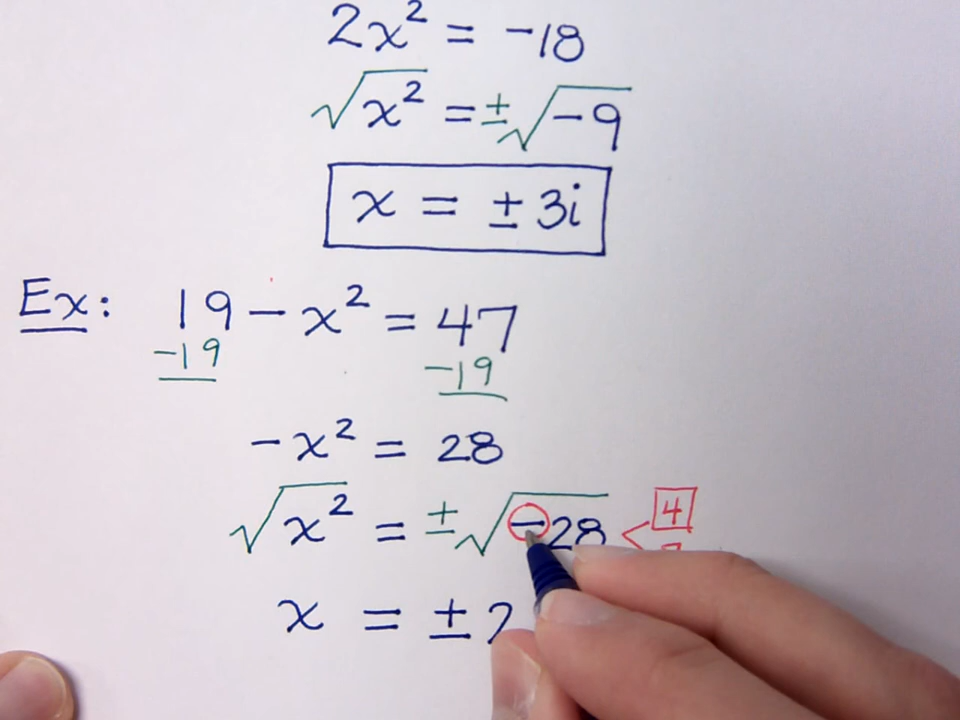 2x² = -18
√x² = ±√-9
x = ±3i
Ex: 19 - x² = 47
-19 -19
-x² = 28
√x² = ±√-28 < 4
x = ±2